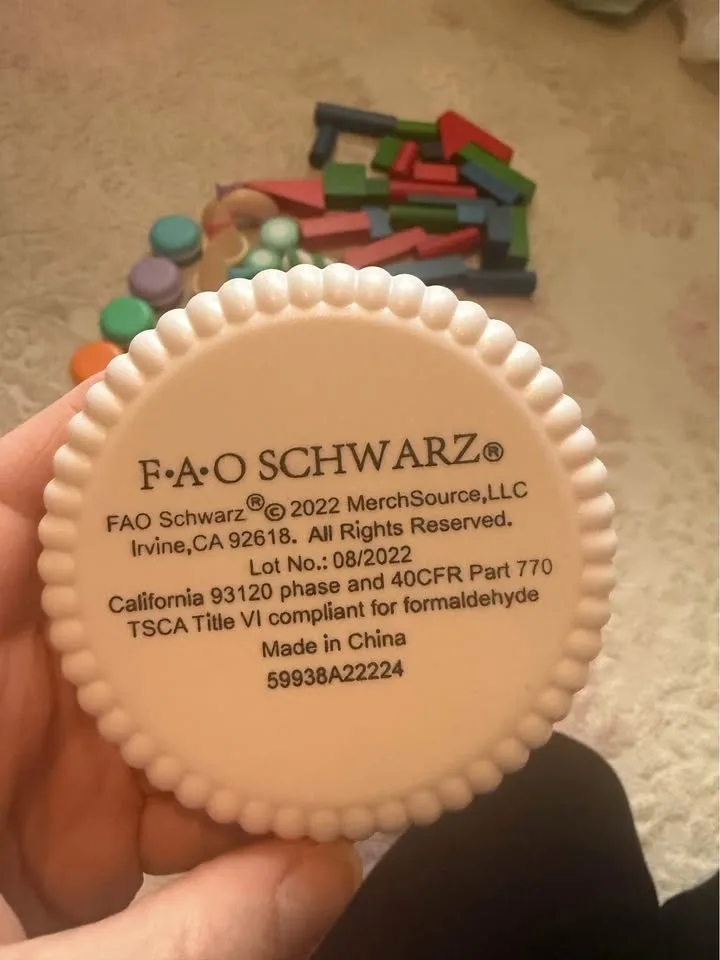 F•A•O SCHWARZ®
FAO Schwarz®© 2022 MerchSource,LLC
Irvine,CA 92618. All Rights Reserved.
Lot No.: 08/2022
California 93120 phase and 40CFR Part 770
TSCA Title VI compliant for formaldehyde
Made in China
59938A22224